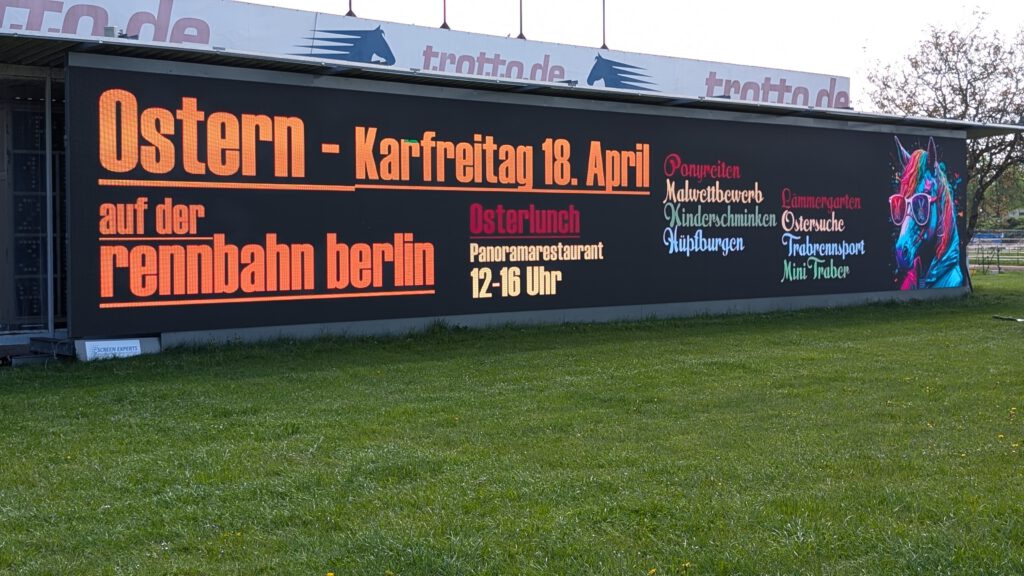 trotto.de
trotto.de
trotto.de
Ostern - Karfreitag 18. April
auf der
rennbahn berlin
Osterlunch
Panoramarestaurant
12-16 Uhr
Ponyreiten
Malwettbewerb
Kinderschminken
Hüpfburgen
Lammergarten
Ostersuche
Trabrennsport
Mini Traber
SCREEN EXPERTS